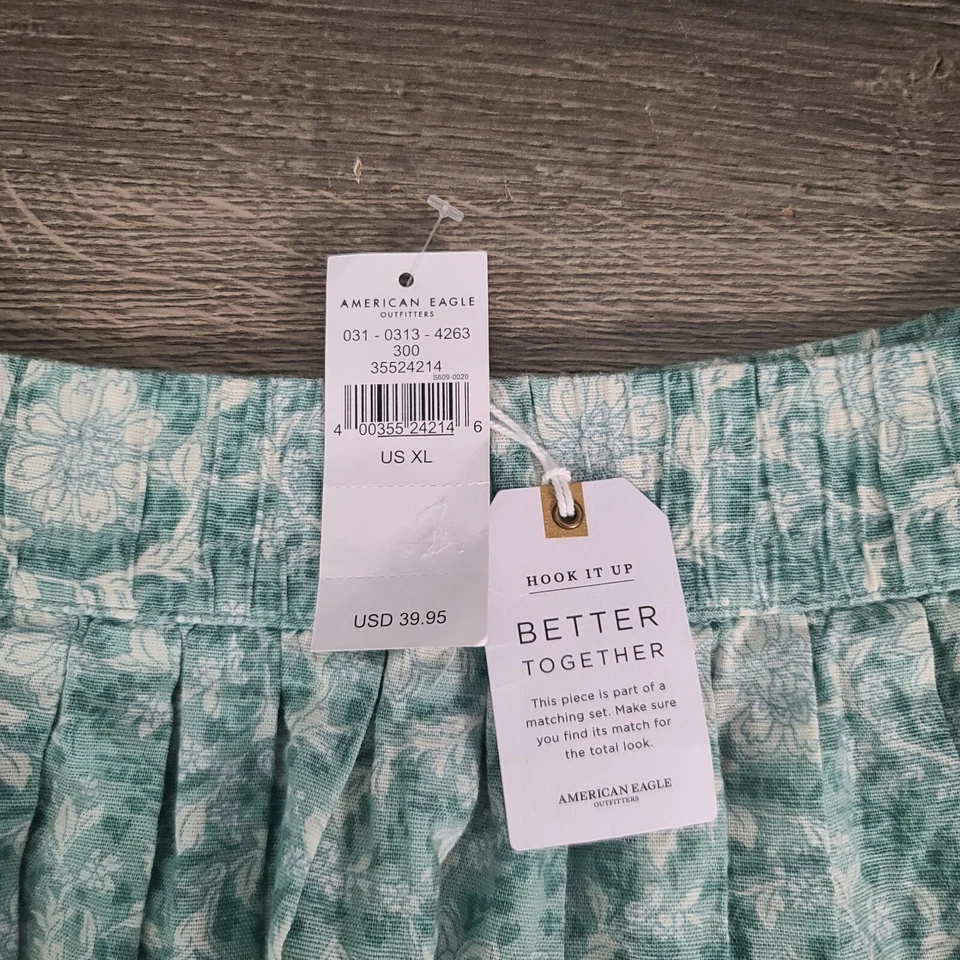 AMERICAN EAGLE
OUTFITTERS
031 - 0313 - 4263
300
35524214
S609-0020
4 00355 24214 6
US XL
USD 39.95
HOOK IT UP
BETTER
TOGETHER
This piece is part of a
matching set. Make sure
you find its match for
the total look.
AMERICAN EAGLE
OUTFITTERS